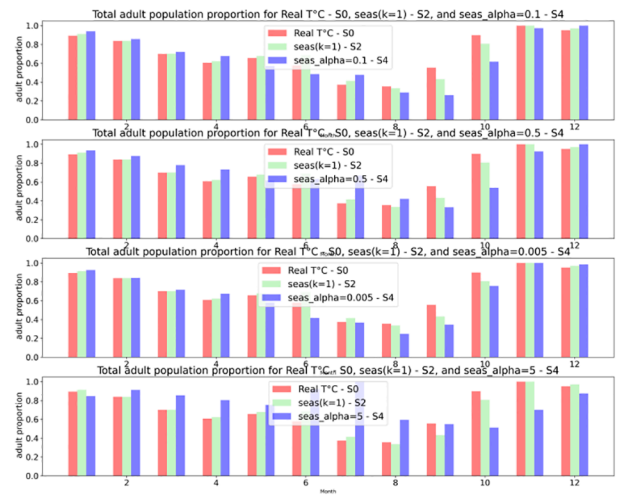 Total adult population proportion for Real T°C - S0, seas(k=1) - S2, and seas_alpha=0.1 - S4
adult proportion
1.0
0.8
0.6
0.4
0.2
0.0
Real T°C - S0
seas(k=1) - S2
seas_alpha=0.1 - S4
2
4
6
8
10
12
Month
Total adult population proportion for Real T°C - S0, seas(k=1) - S2, and seas_alpha=0.5 - S4
adult proportion
1.0
0.8
0.6
0.4
0.2
0.0
Real T°C - S0
seas(k=1) - S2
seas_alpha=0.5 - S4
2
4
6
8
10
12
Total adult population proportion for Real T°C - S0, seas(k=1) - S2, and seas_alpha=0.005 - S4
adult proportion
1.0
0.8
0.6
0.4
0.2
0.0
Real T°C - S0
seas(k=1) - S2
seas_alpha=0.005 - S4
2
4
6
8
10
12
Month
Total adult population proportion for Real T°C - S0, seas(k=1) - S2, and seas_alpha=5 - S4
adult proportion
1.0
0.8
0.6
0.4
0.2
0.0
Real T°C - S0
seas(k=1) - S2
seas_alpha=5 - S4
2
4
6
8
10
12
Month